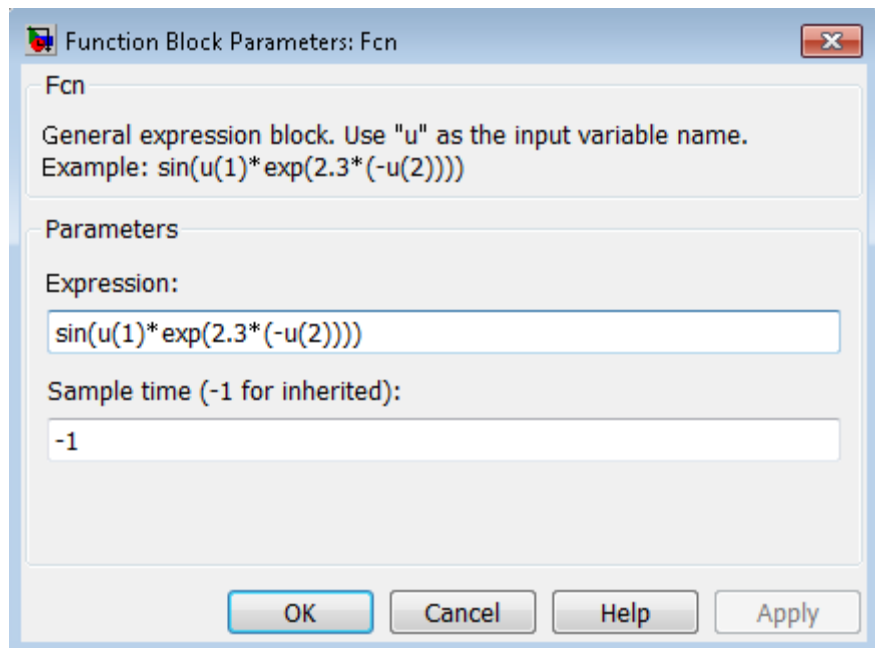 Function Block Parameters: Fcn
Fcn
General expression block. Use "u" as the input variable name.
Example: sin(u(1)*exp(2.3*(-u(2))))
Parameters
Expression:
sin(u(1)*exp(2.3*(-u(2))))
Sample time (-1 for inherited):
-1
OK Cancel Help Apply